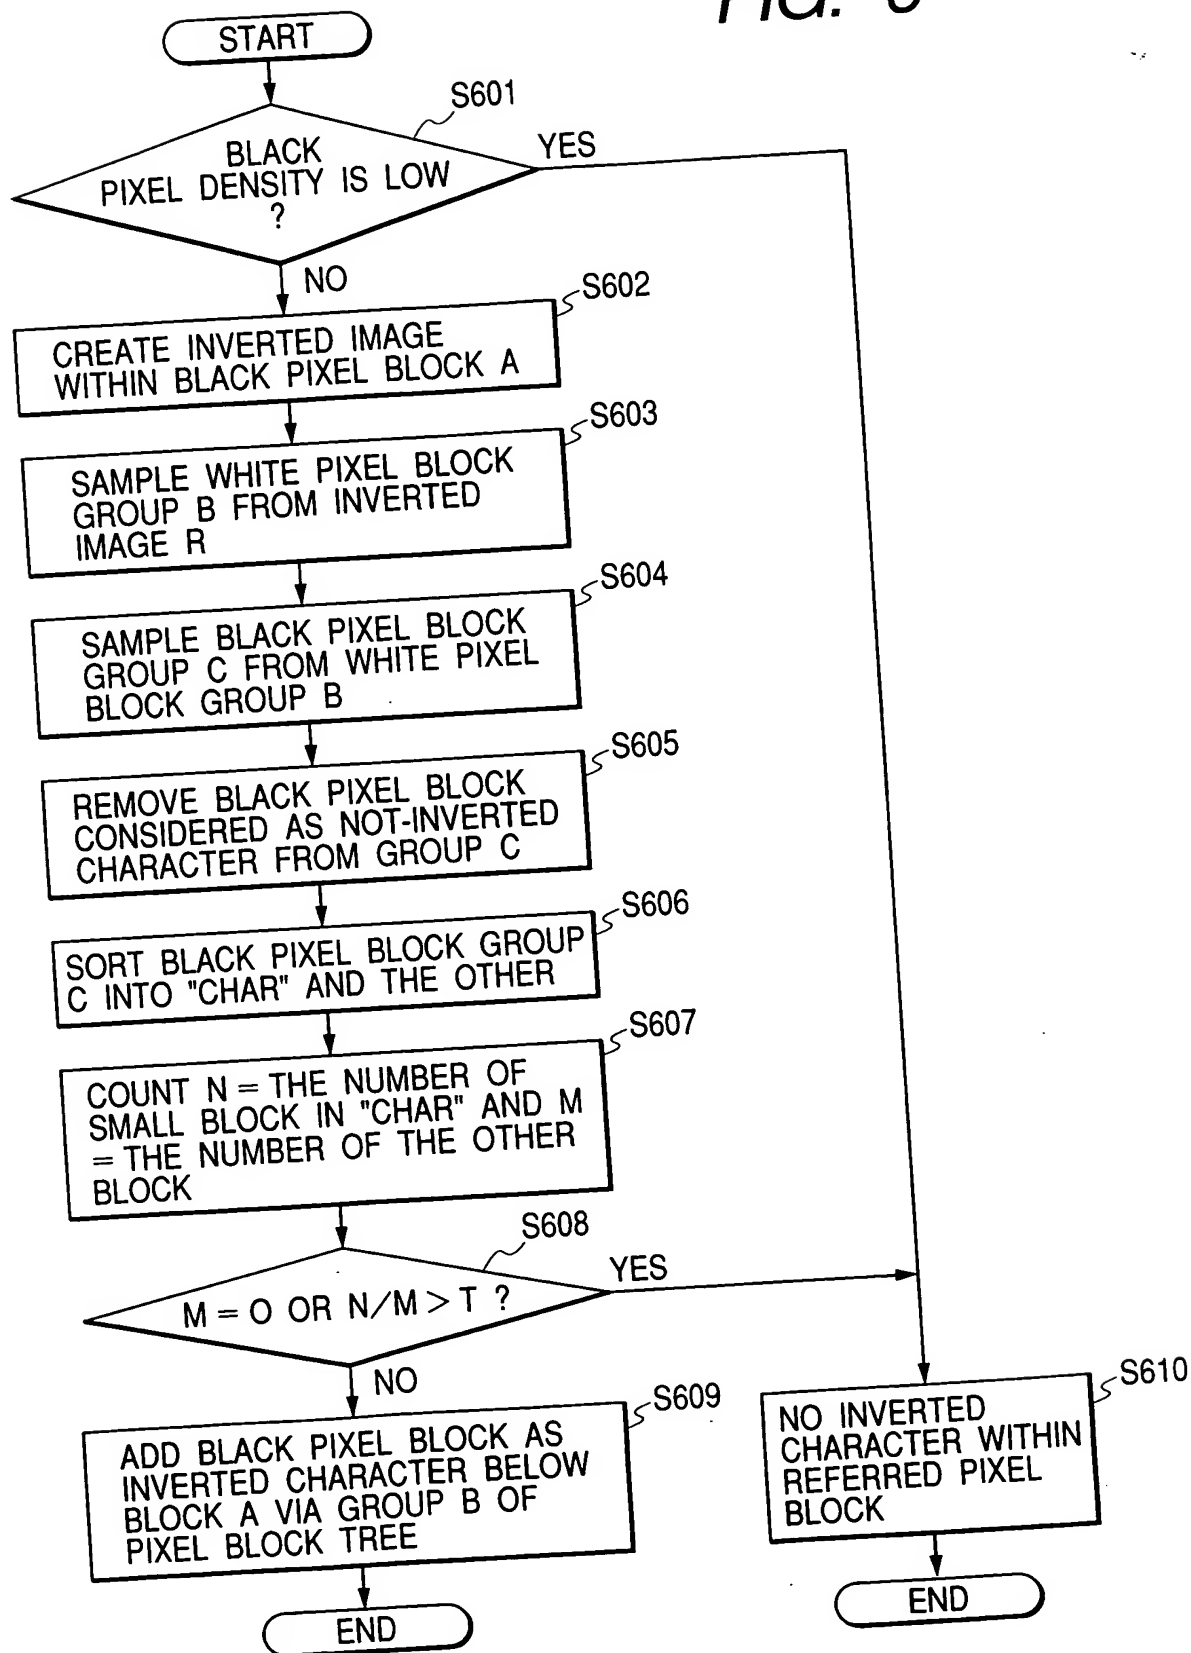 FIG.
START
S601
BLACK
PIXEL DENSITY IS LOW
?
YES
NO
S602
CREATE INVERTED IMAGE
WITHIN BLACK PIXEL BLOCK A
S603
SAMPLE WHITE PIXEL BLOCK
GROUP B FROM INVERTED
IMAGE R
S604
SAMPLE BLACK PIXEL BLOCK
GROUP C FROM WHITE PIXEL
BLOCK GROUP B
S605
REMOVE BLACK PIXEL BLOCK
CONSIDERED AS NOT-INVERTED
CHARACTER FROM GROUP C
S606
SORT BLACK PIXEL BLOCK GROUP
C INTO "CHAR" AND THE OTHER
S607
COUNT N = THE NUMBER OF
SMALL BLOCK IN "CHAR" AND M
= THE NUMBER OF THE OTHER
BLOCK
S608
M = O OR N/M > T ?
YES
NO
S609
ADD BLACK PIXEL BLOCK AS
INVERTED CHARACTER BELOW
BLOCK A VIA GROUP B OF
PIXEL BLOCK TREE
END
S610
NO INVERTED
CHARACTER WITHIN
REFERRED PIXEL
BLOCK
END